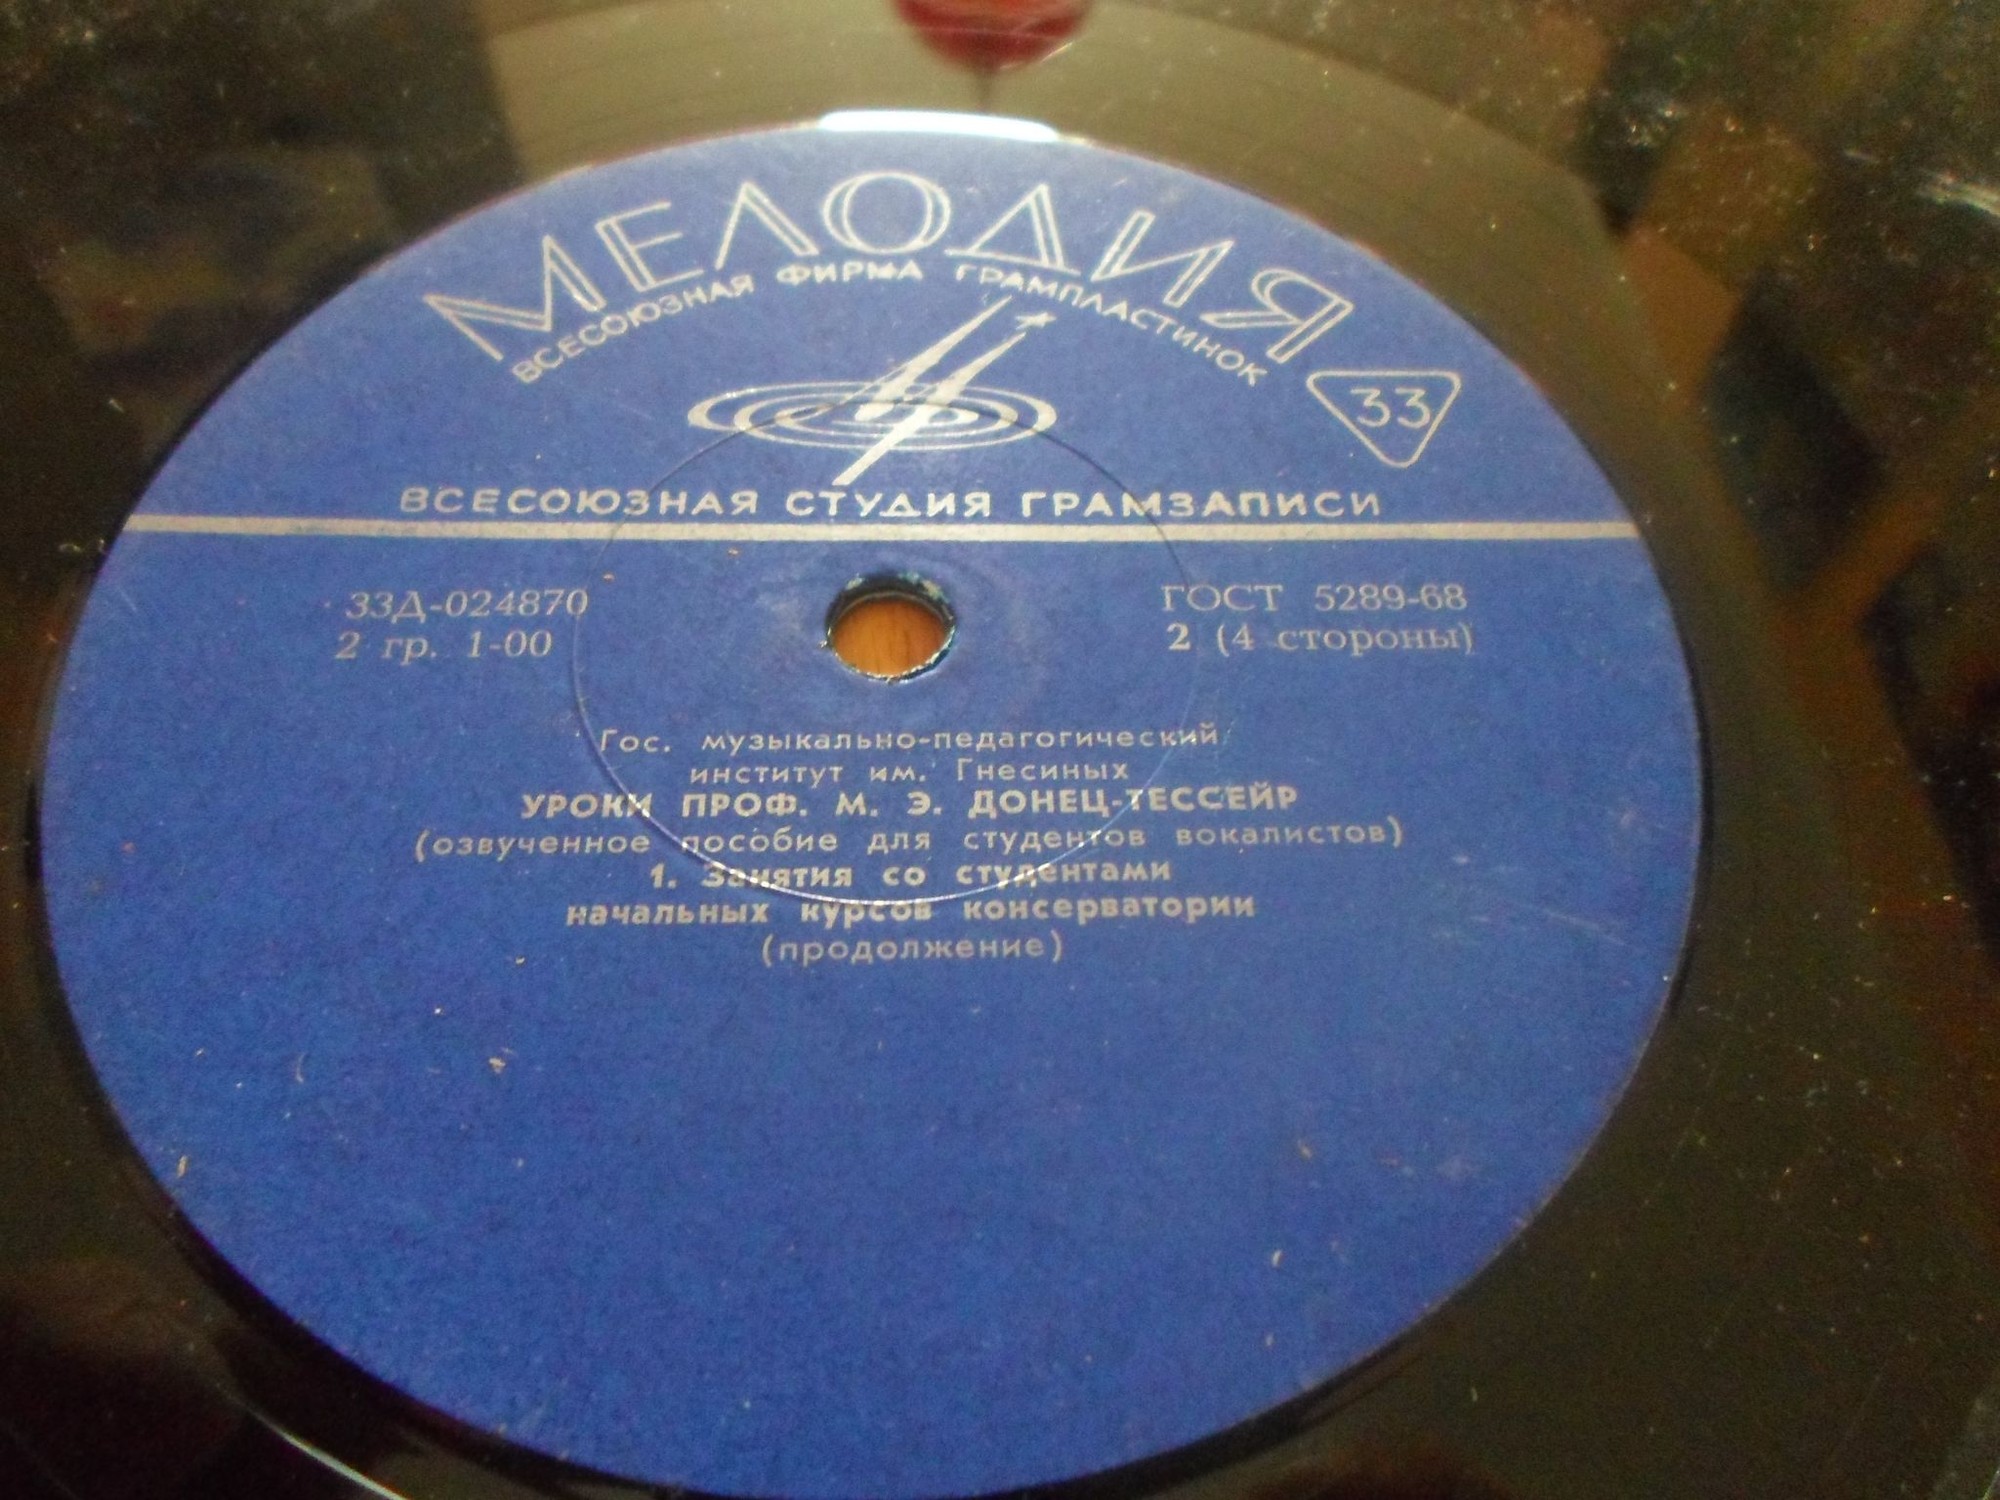 МЕЛОДИЯ
ВСЕСОЮЗНАЯ ФИРМА ГРАМПЛАСТИНОК
33
ВСЕСОЮЗНАЯ СТУДИЯ ГРАМЗАПИСИ
33Д-024870
2 гр. 1-00
ГОСТ 5289-68
2 (4 стороны)
Гос. музыкально-педагогический
институт им. Гнесиных
УРОКИ ПРОФ. М. Э. ДОНЕЦ-ТЕССЕЙР
(озвученное пособие для студентов вокалистов)
1. Занятия со студентами
начальных курсов консерватории
(продолжение)